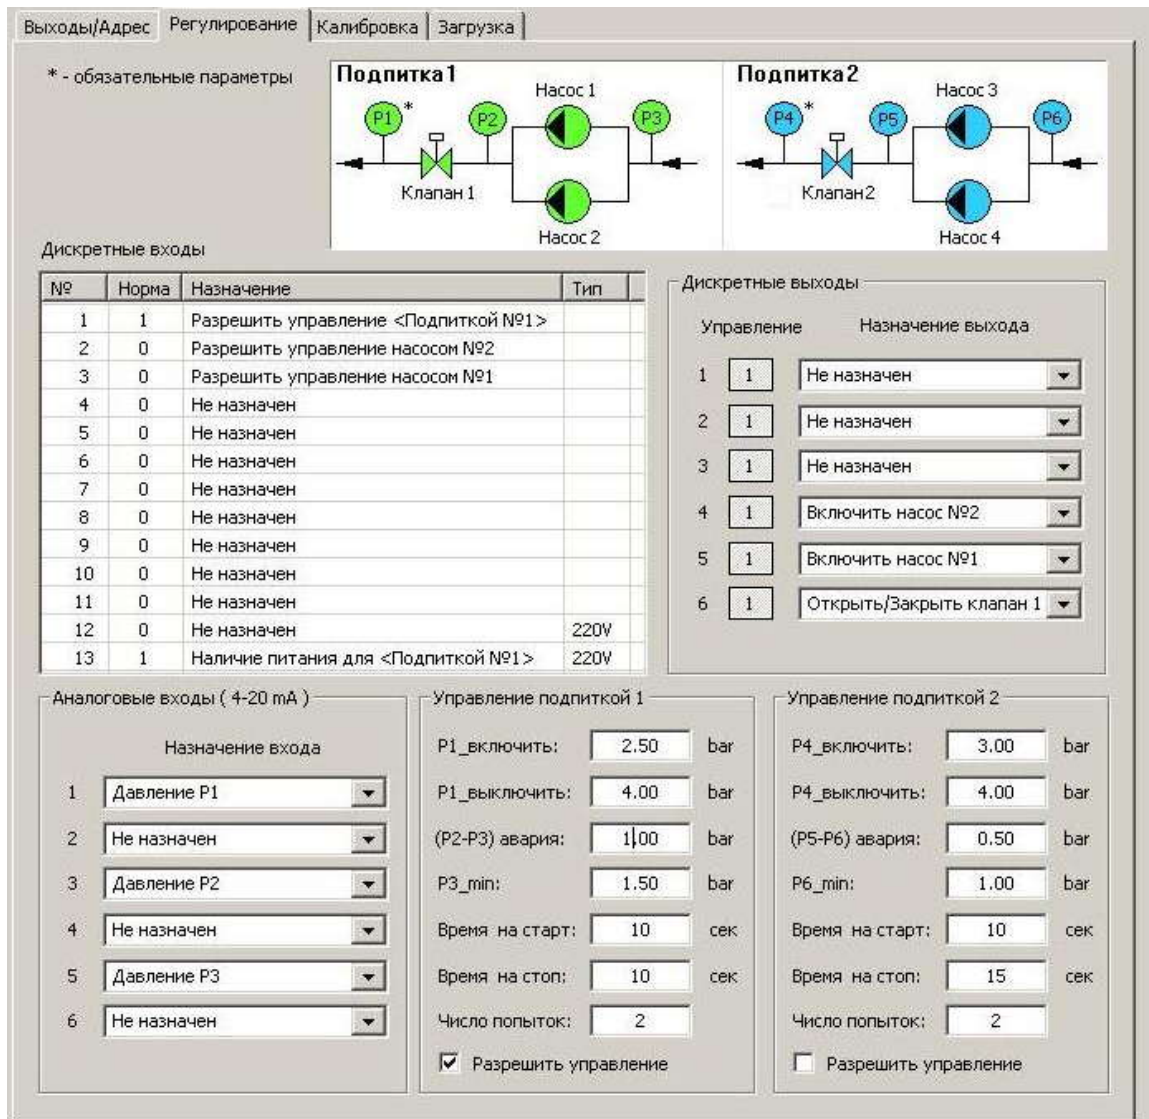 Выходы/Адрес Регулирование Калибровка Загрузка
* - обязательные параметры
Подпитка1
Насос 1
P1 * P2 P3
Клапан 1
Насос 2
Подпитка2
Насос 3
P4 * P5 P6
Клапан2
Насос 4
Дискретные входы
№ Норма Назначение Тип
1 1 Разрешить управление <Подпиткой №1>
2 0 Разрешить управление насосом №2
3 0 Разрешить управление насосом №1
4 0 Не назначен
5 0 Не назначен
6 0 Не назначен
7 0 Не назначен
8 0 Не назначен
9 0 Не назначен
10 0 Не назначен
11 0 Не назначен
12 0 Не назначен 220V
13 1 Наличие питания для <Подпиткой №1> 220V
Дискретные выходы
Управление Назначение выхода
1 1 Не назначен
2 1 Не назначен
3 1 Не назначен
4 1 Включить насос №2
5 1 Включить насос №1
6 1 Открыть/Закрыть клапан 1
Аналоговые входы ( 4-20 mA )
Назначение входа
1 Давление P1
2 Не назначен
3 Давление P2
4 Не назначен
5 Давление P3
6 Не назначен
Управление подпиткой 1
P1_включить: 2.50 bar
P1_выключить: 4.00 bar
(P2-P3) авария: 1.00 bar
P3_min: 1.50 bar
Время на старт: 10 сек
Время на стоп: 10 сек
Число попыток: 2
Разрешить управление
Управление подпиткой 2
P4_включить: 3.00 bar
P4_выключить: 4.00 bar
(P5-P6) авария: 0.50 bar
P6_min: 1.00 bar
Время на старт: 10 сек
Время на стоп: 15 сек
Число попыток: 2
Разрешить управление